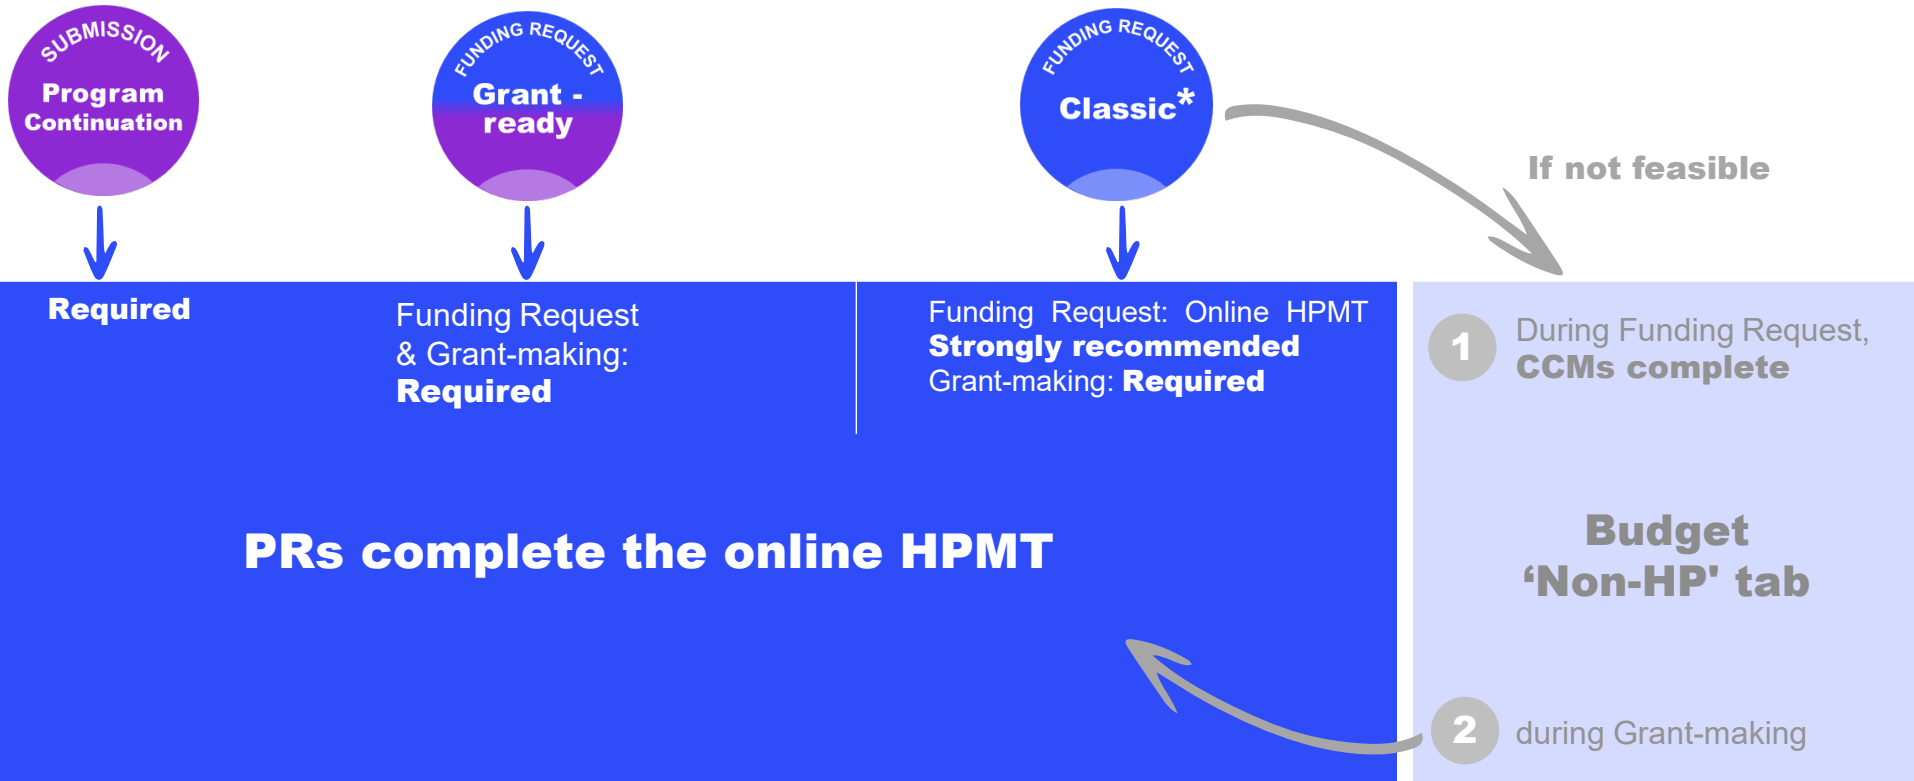 SUBMISSION
Program
Continuation
FUNDING REQUEST
Grant -
ready
FUNDING REQUEST
Classic*
If not feasible
Required
Funding Request
& Grant-making:
Required
Funding Request: Online HPMT
Strongly recommended
Grant-making: Required
1
During Funding Request,
CCMs complete
PRs complete the online HPMT
Budget
‘Non-HP' tab
2
during Grant-making